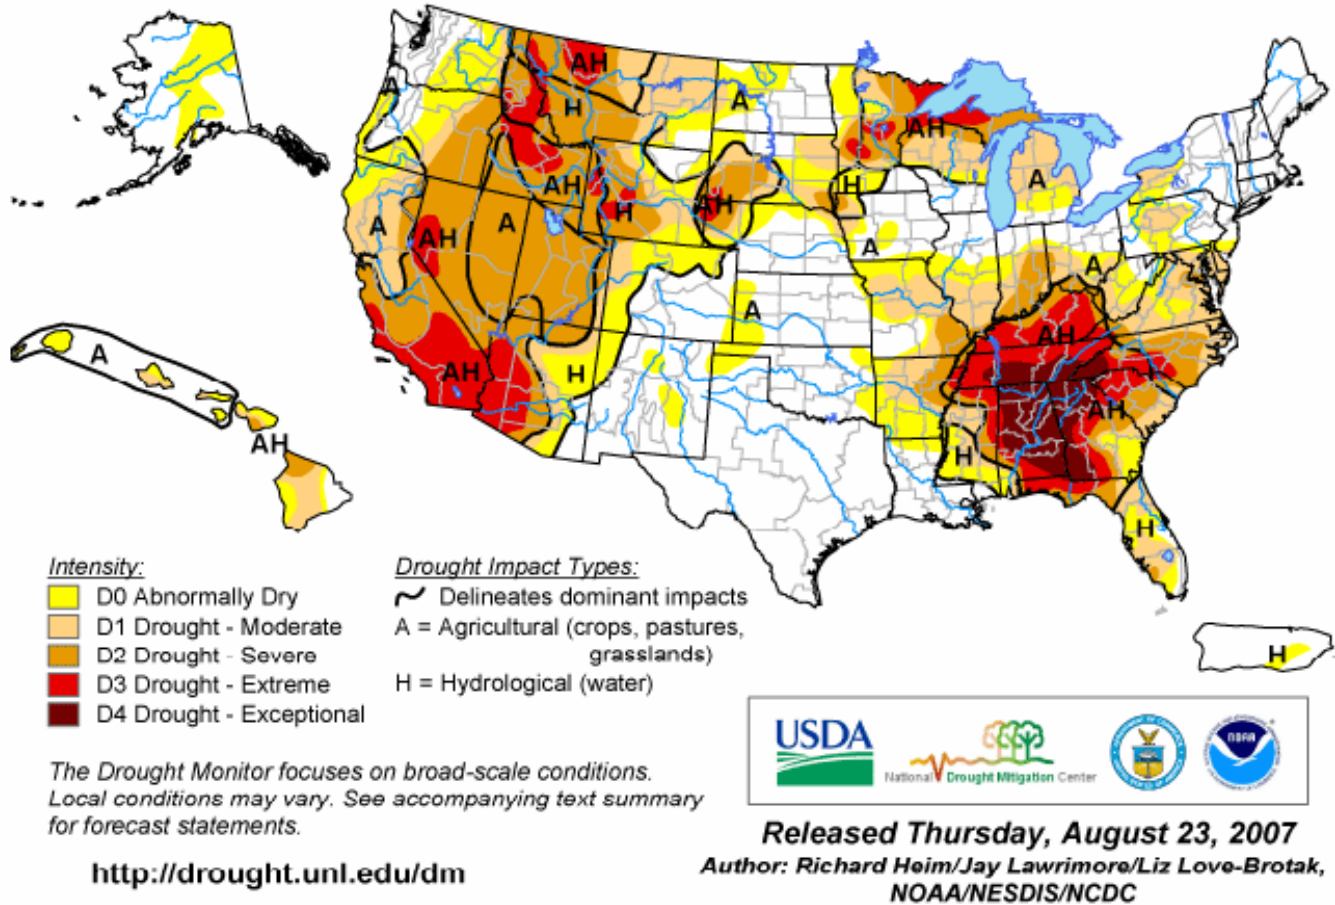 A
AH
H
A
AH
A
AH
H
AH
H
A
A
A
AH
A
AH
H
A
A
AH
A
AH
AH
H
H
H
Intensity:
D0 Abnormally Dry
D1 Drought - Moderate
D2 Drought - Severe
D3 Drought - Extreme
D4 Drought - Exceptional
Drought Impact Types:
Delineates dominant impacts
A = Agricultural (crops, pastures,
grasslands)
H = Hydrological (water)
The Drought Monitor focuses on broad-scale conditions.
Local conditions may vary. See accompanying text summary
for forecast statements.
http://drought.unl.edu/dm
USDA
National Drought Mitigation Center
NOAA
Released Thursday, August 23, 2007
Author: Richard Heim/Jay Lawrimore/Liz Love-Brotak,
NOAA/NESDIS/NCDC